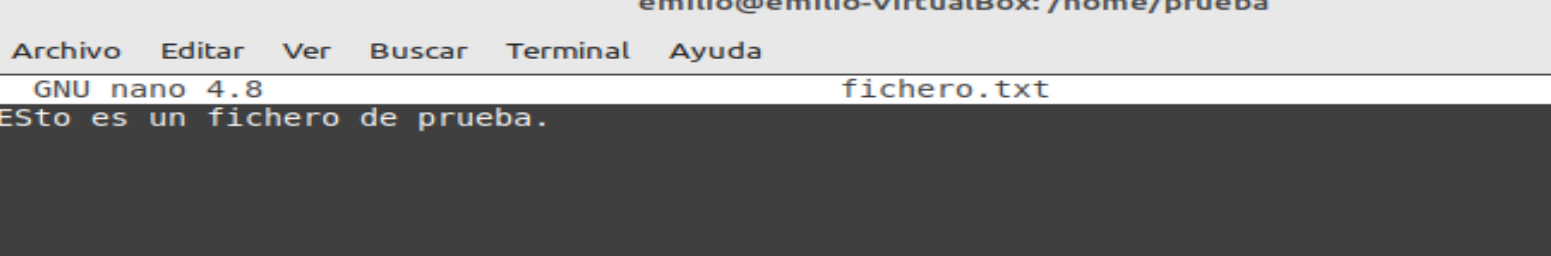 emilio@emilio-VirtualBox: /home/prueba
Archivo Editar Ver Buscar Terminal Ayuda
GNU nano 4.8 fichero.txt
ESto es un fichero de prueba.